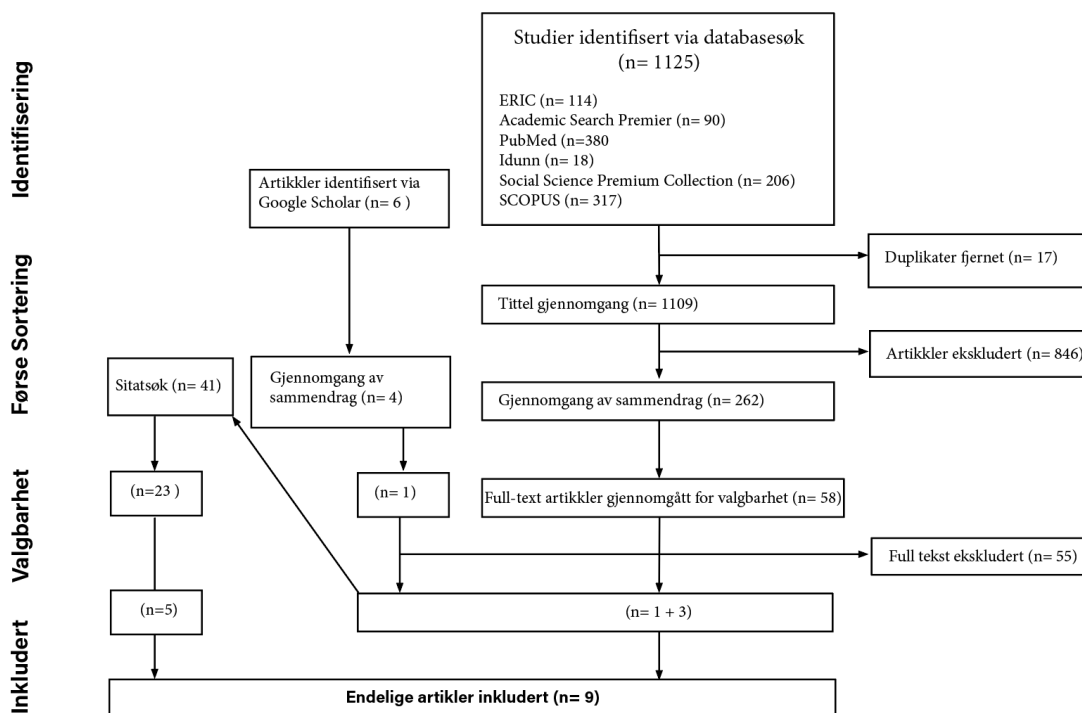 Identifisering
Studier identifisert via databasesøk
(n= 1125)
ERIC (n= 114)
Academic Search Premier (n= 90)
PubMed (n=380
Idunn (n= 18)
Social Science Premium Collection (n= 206)
SCOPUS (n= 317)
Artikkler identifisert via
Google Scholar (n= 6 )
Førse Sortering
Duplikater fjernet (n= 17)
Tittel gjennomgang (n= 1109)
Artikkler ekskludert (n= 846)
Sitatsøk (n= 41)
Gjennomgang av
sammendrag (n= 4)
Gjennomgang av sammendrag (n= 262)
Valgbarhet
(n=23 )
(n= 1)
Full-text artikkler gjennomgått for valgbarhet (n= 58)
Full tekst ekskludert (n= 55)
Inkludert
(n=5)
(n= 1 + 3)
Endelige artikler inkludert (n= 9)